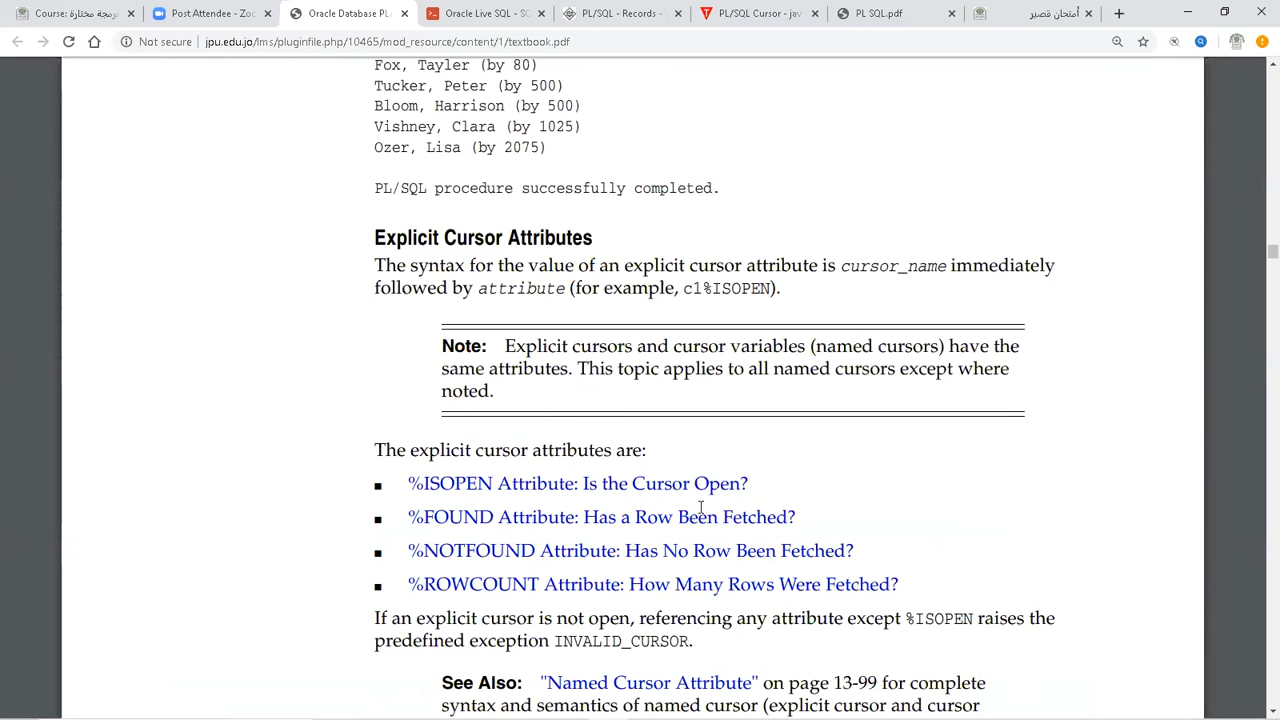 Course: برمجة مختارة
Post Attendee - Zoo
Oracle Database PL
Oracle Live SQL - SQ
PL/SQL - Records -
PL/SQL Cursor - jav
PL SQL.pdf
أمتحان قصير
Not secure | jpu.edu.jo/lms/pluginfile.php/10465/mod_resource/content/1/textbook.pdf
Fox, Tayler (by 80)
Tucker, Peter (by 500)
Bloom, Harrison (by 500)
Vishney, Clara (by 1025)
Ozer, Lisa (by 2075)
PL/SQL procedure successfully completed.
Explicit Cursor Attributes
The syntax for the value of an explicit cursor attribute is cursor_name immediately
followed by attribute (for example, c1%ISOPEN).
Note: Explicit cursors and cursor variables (named cursors) have the
same attributes. This topic applies to all named cursors except where
noted.
The explicit cursor attributes are:
■ %ISOPEN Attribute: Is the Cursor Open?
■ %FOUND Attribute: Has a Row Been Fetched?
■ %NOTFOUND Attribute: Has No Row Been Fetched?
■ %ROWCOUNT Attribute: How Many Rows Were Fetched?
If an explicit cursor is not open, referencing any attribute except %ISOPEN raises the
predefined exception INVALID_CURSOR.
See Also: "Named Cursor Attribute" on page 13-99 for complete
syntax and semantics of named cursor (explicit cursor and cursor